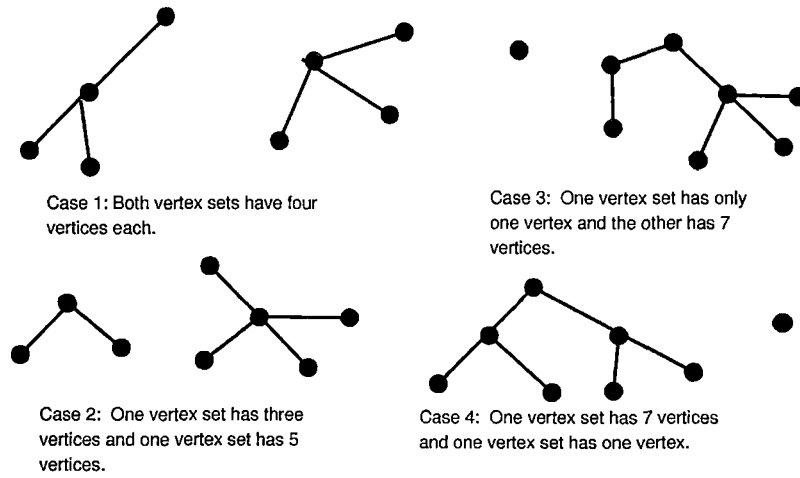 Case 1: Both vertex sets have four
vertices each.
Case 3: One vertex set has only
one vertex and the other has 7
vertices.
Case 2: One vertex set has three
vertices and one vertex set has 5
vertices.
Case 4: One vertex set has 7 vertices
and one vertex set has one vertex.